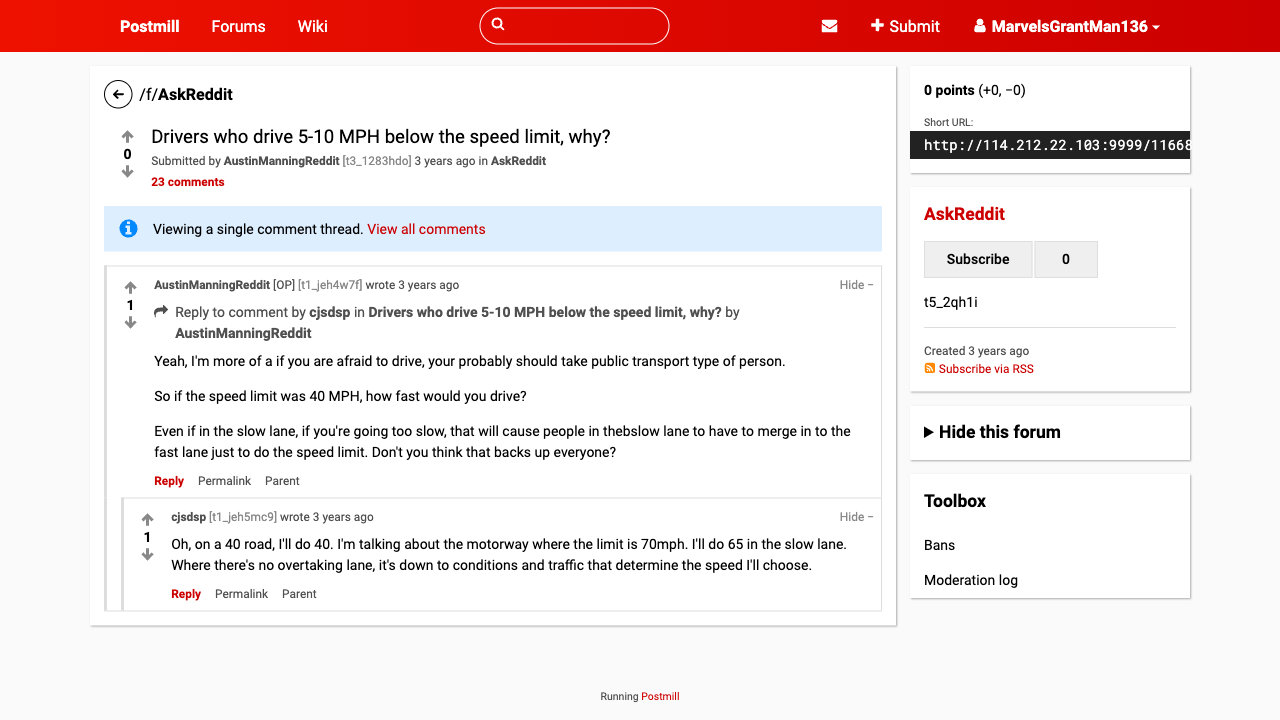 Postmill Forums Wiki Submit MarvelsGrantMan136
/f/AskReddit
0
Drivers who drive 5-10 MPH below the speed limit, why?
Submitted by AustinManningReddit [t3_1283hdo] 3 years ago in AskReddit
23 comments
Viewing a single comment thread. View all comments
1
AustinManningReddit [OP] [t1_jeh4w7f] wrote 3 years ago Hide −
Reply to comment by cjsdsp in Drivers who drive 5-10 MPH below the speed limit, why? by
AustinManningReddit
Yeah, I'm more of a if you are afraid to drive, your probably should take public transport type of person.
So if the speed limit was 40 MPH, how fast would you drive?
Even if in the slow lane, if you're going too slow, that will cause people in thebslow lane to have to merge in to the
fast lane just to do the speed limit. Don't you think that backs up everyone?
Reply Permalink Parent
1
cjsdsp [t1_jeh5mc9] wrote 3 years ago Hide −
Oh, on a 40 road, I'll do 40. I'm talking about the motorway where the limit is 70mph. I'll do 65 in the slow lane.
Where there's no overtaking lane, it's down to conditions and traffic that determine the speed I'll choose.
Reply Permalink Parent
0 points (+0, −0)
Short URL:
http://114.212.22.103:9999/11668
AskReddit
Subscribe 0
t5_2qh1i
Created 3 years ago
Subscribe via RSS
Hide this forum
Toolbox
Bans
Moderation log
Running Postmill